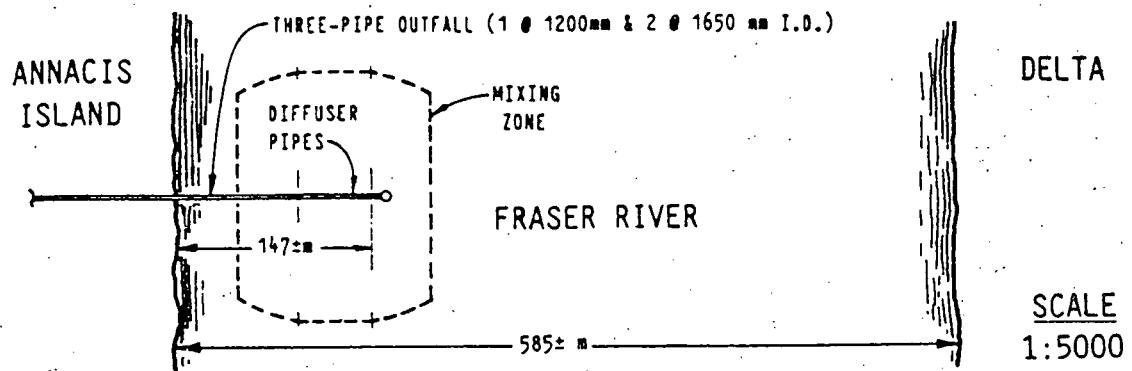 THREE-PIPE OUTFALL (1 @ 1200mm & 2 @ 1650 mm I.D.)
ANNACIS
ISLAND
DELTA
MIXING
ZONE
DIFFUSER
PIPES
FRASER RIVER
147±m
585± m
SCALE
1:5000